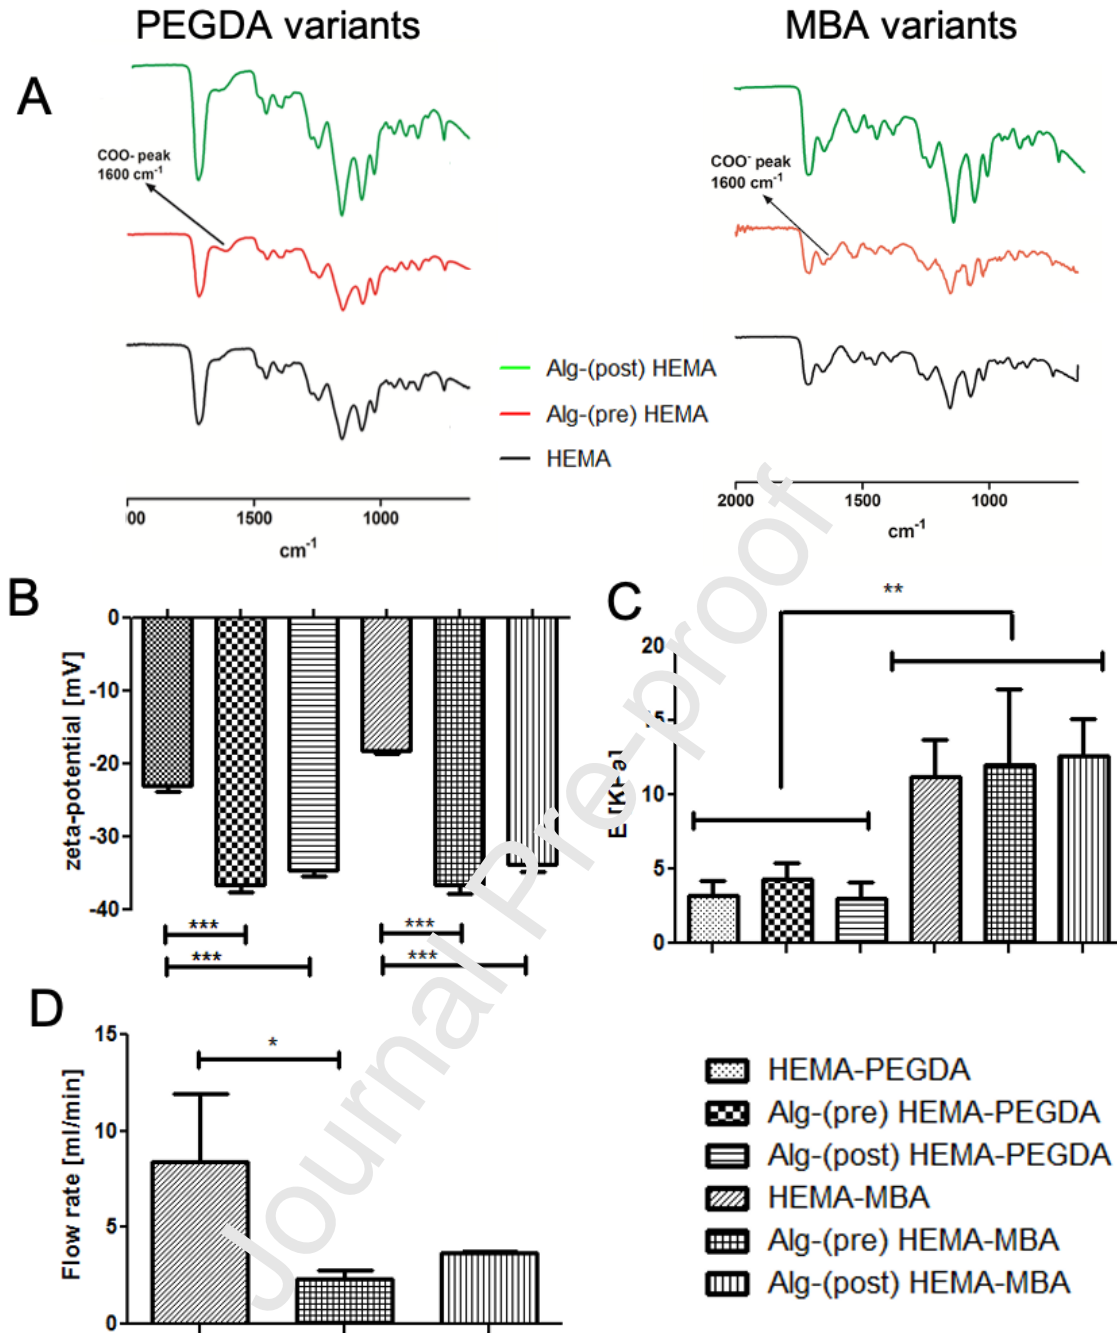 PEGDA variants
MBA variants
A
COO- peak
1600 cm-1
COO- peak
1600 cm-1
Alg-(post) HEMA
Alg-(pre) HEMA
HEMA
00 1500 1000
cm-1
2000 1500 1000
cm-1
B
zeta-potential [mV]
0
-10
-20
-30
-40
***
***
***
***
C
**
20
15
10
5
0
D
Flow rate [ml/min]
15
10
5
0
*
HEMA-PEGDA
Alg-(pre) HEMA-PEGDA
Alg-(post) HEMA-PEGDA
HEMA-MBA
Alg-(pre) HEMA-MBA
Alg-(post) HEMA-MBA
Journal Pre-proof